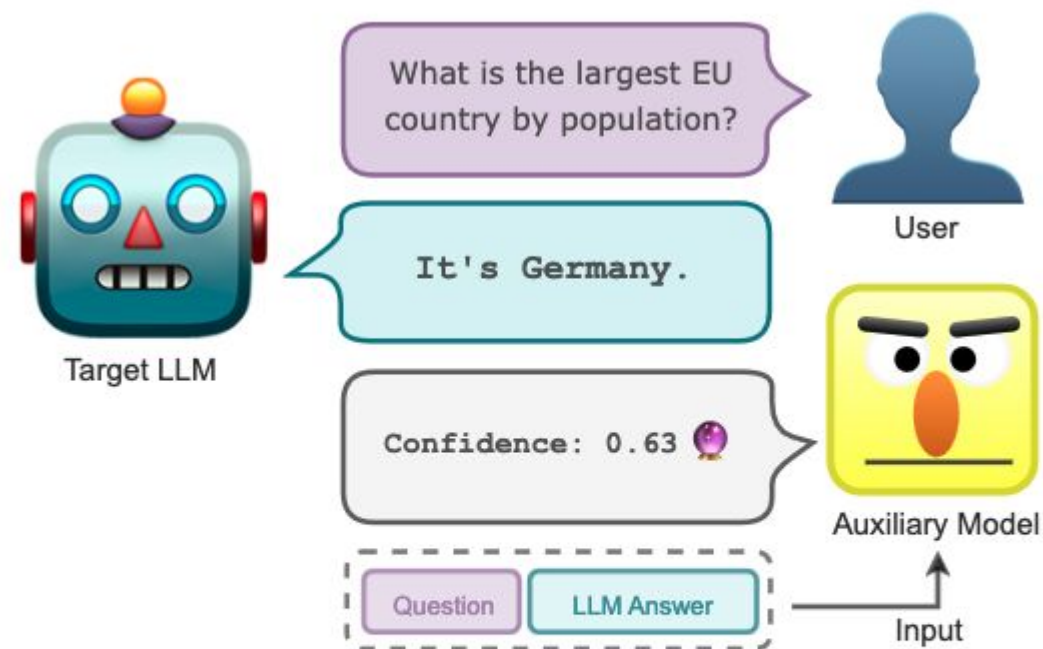 What is the largest EU
country by population?
User
It's Germany.
Target LLM
Confidence: 0.63
Auxiliary Model
Question
LLM Answer
Input